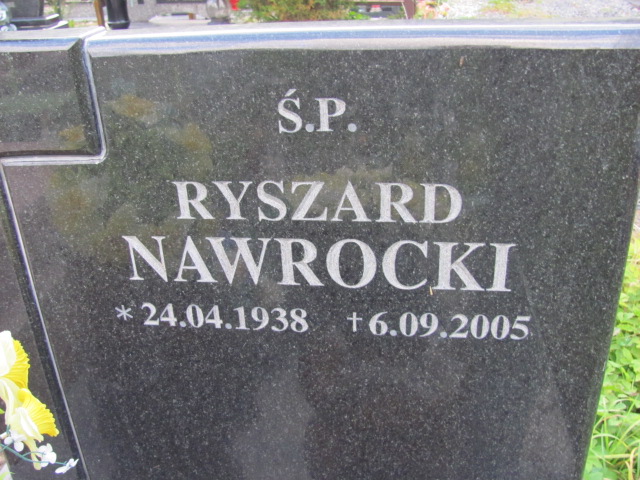 Ś.P.
RYSZARD
NAWROCKI
* 24.04.1938 † 6.09.2005